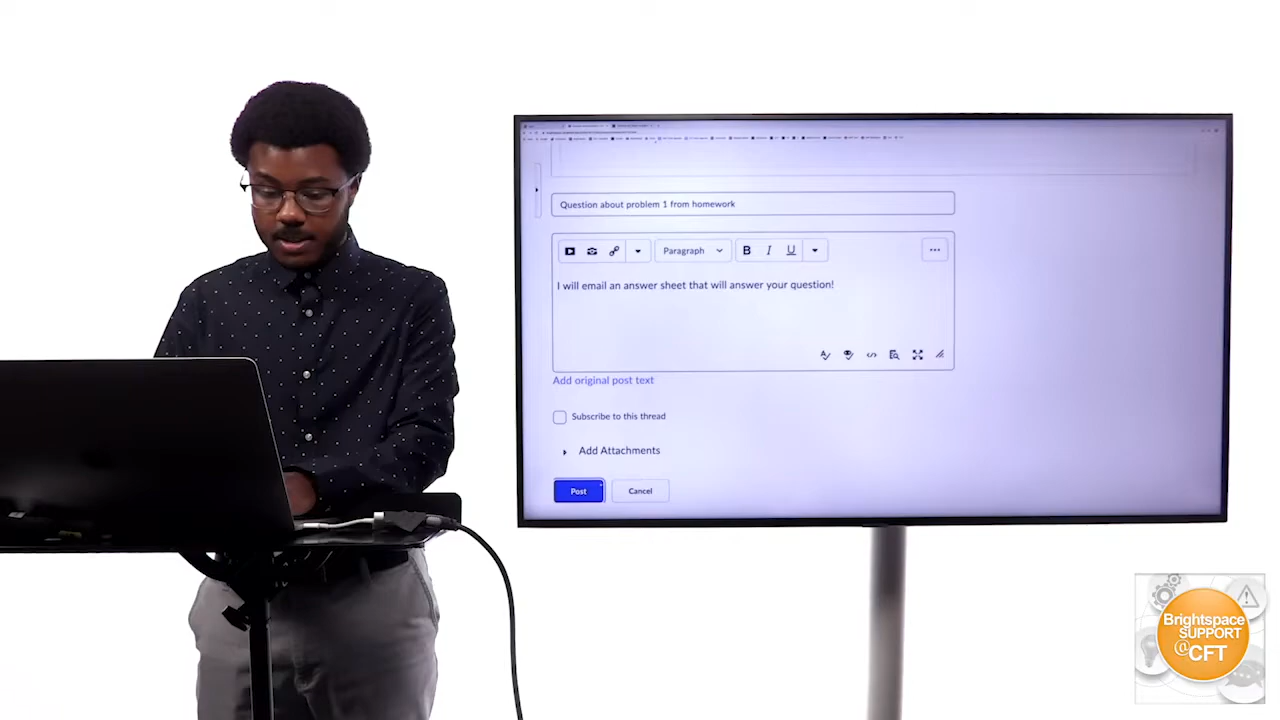 Question about problem 1 from homework
Paragraph
B I U
I will email an answer sheet that will answer your question!
Add original post text
Subscribe to this thread
Add Attachments
Post Cancel
Brightspace
SUPPORT
@CFT